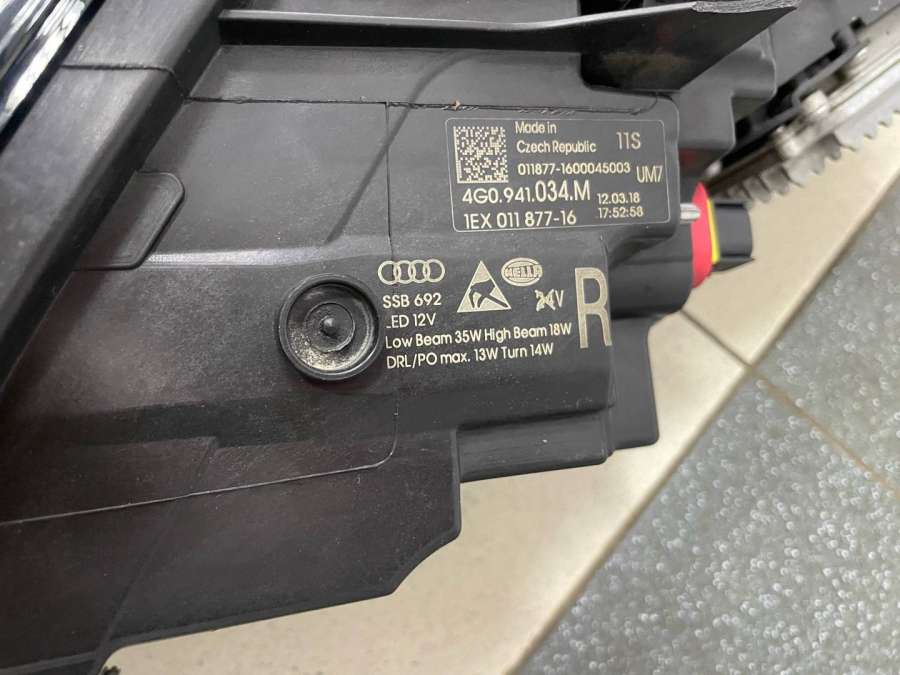 Made in
Czech Republic 11S
011877-1600045003 UM7
4G0.941.034.M 12.03.18
1EX 011 877-16 17:52:58
HELLA
SSB 692 24V R
LED 12V
Low Beam 35W High Beam 18W
DRL/PO max. 13W Turn 14W